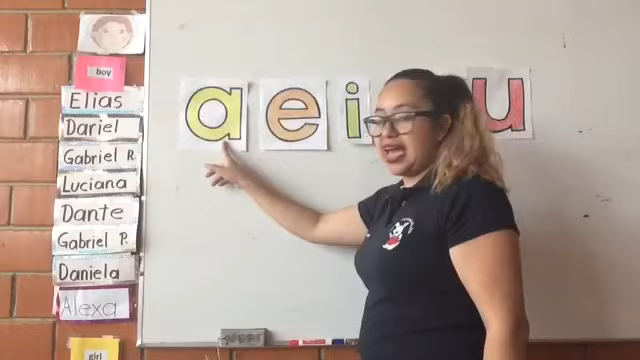 boy
Elias
Dariel
Gabriel R.
Luciana
Dante
Gabriel P.
Daniela
Alexa
girl
a e i u